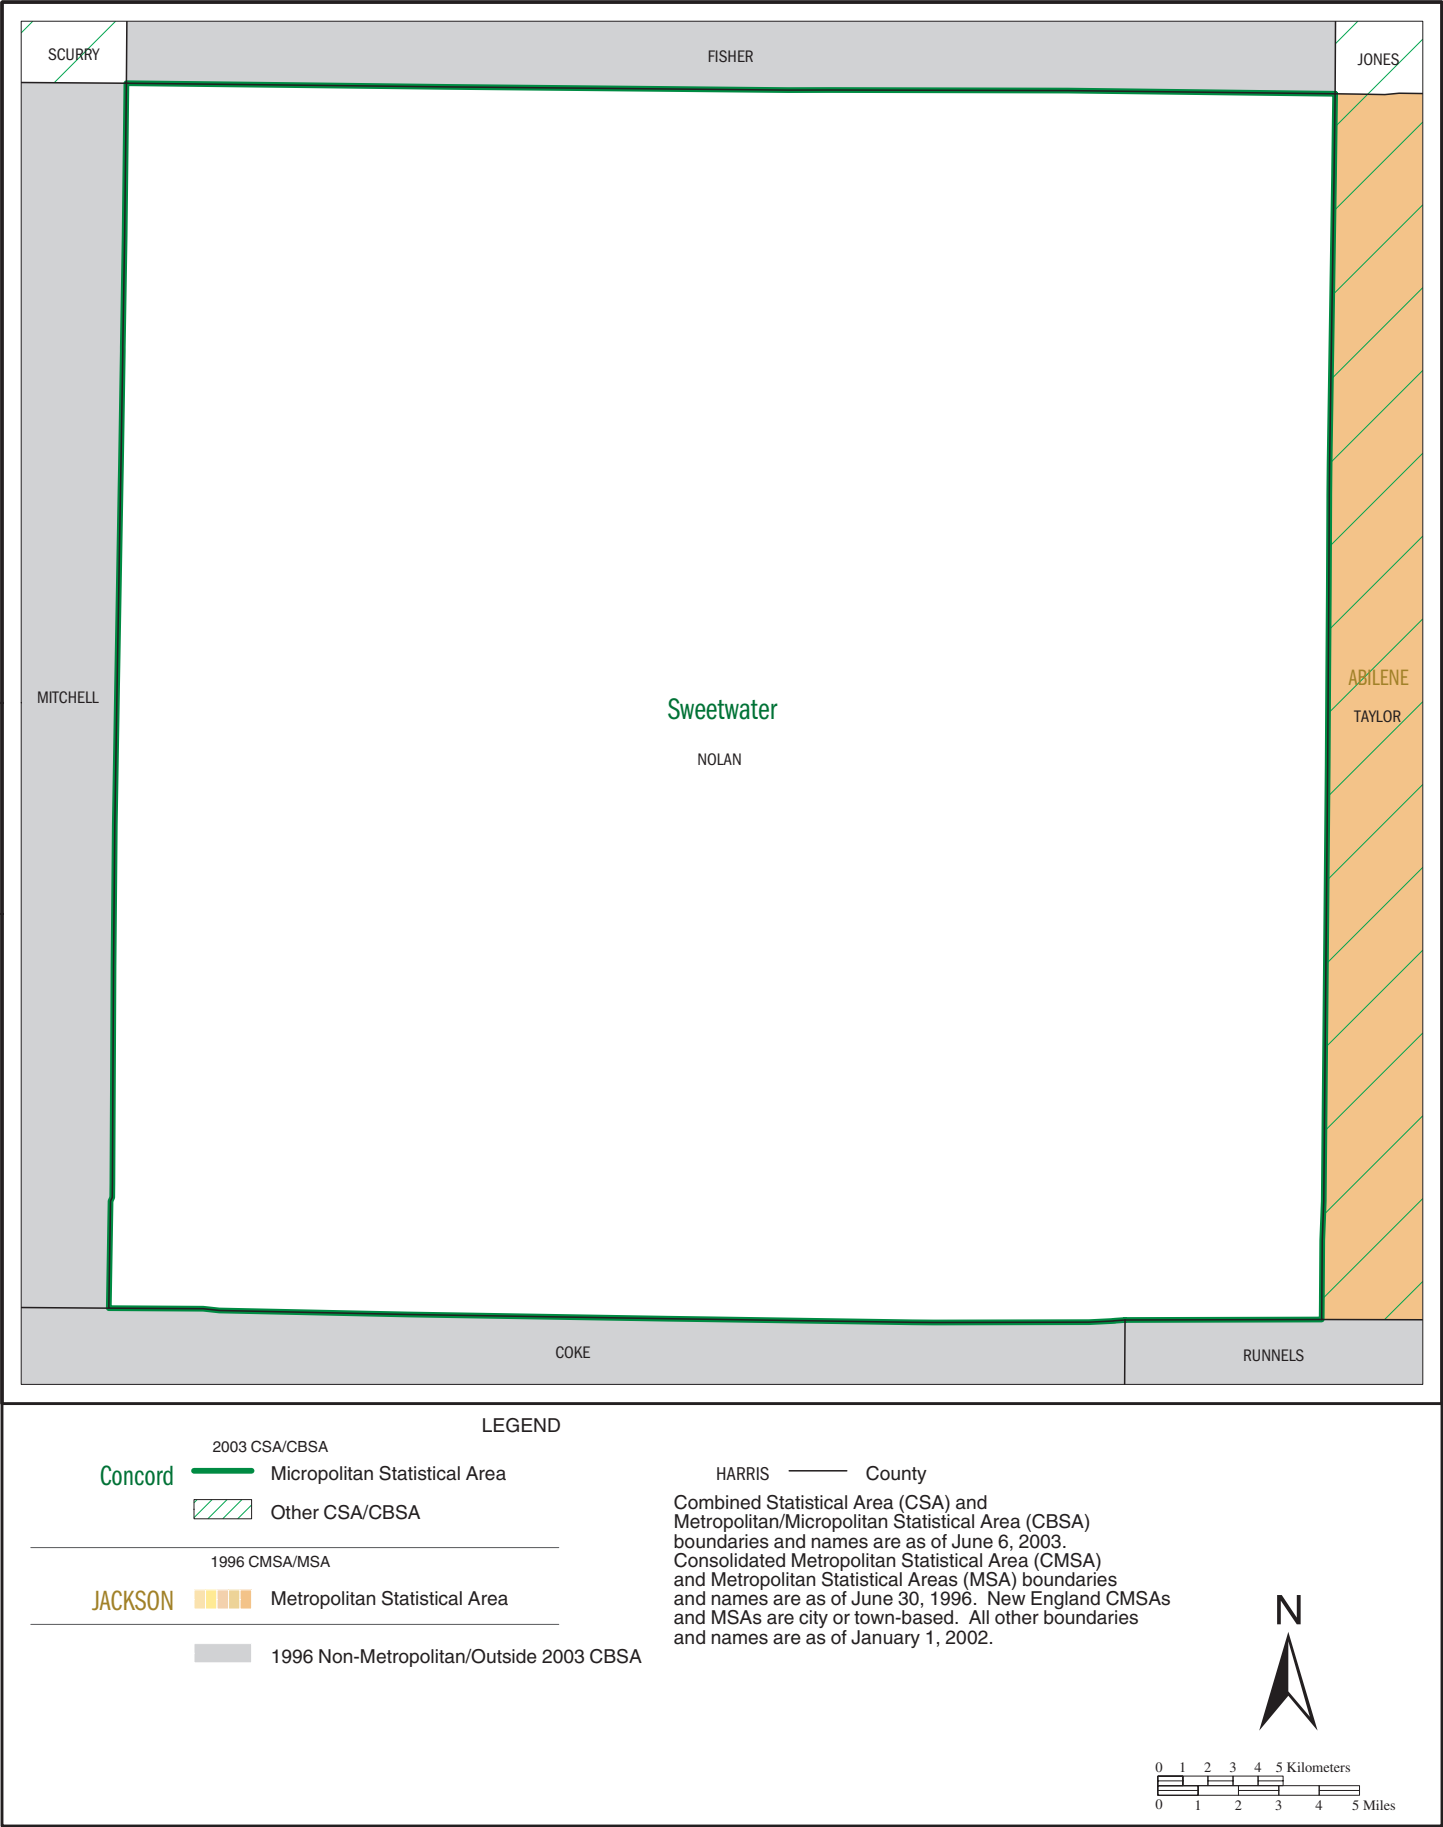 SCURRY
FISHER
JONES
MITCHELL
ABILENE
TAYLOR
Sweetwater
NOLAN
COKE
RUNNELS
LEGEND
2003 CSA/CBSA
Concord Micropolitan Statistical Area
Other CSA/CBSA
1996 CMSA/MSA
JACKSON Metropolitan Statistical Area
1996 Non-Metropolitan/Outside 2003 CBSA
HARRIS County
Combined Statistical Area (CSA) and
Metropolitan/Micropolitan Statistical Area (CBSA)
boundaries and names are as of June 6, 2003.
Consolidated Metropolitan Statistical Area (CMSA)
and Metropolitan Statistical Areas (MSA) boundaries
and names are as of June 30, 1996. New England CMSAs
and MSAs are city or town-based. All other boundaries
and names are as of January 1, 2002.
N
0 1 2 3 4 5 Kilometers
0 1 2 3 4 5 Miles